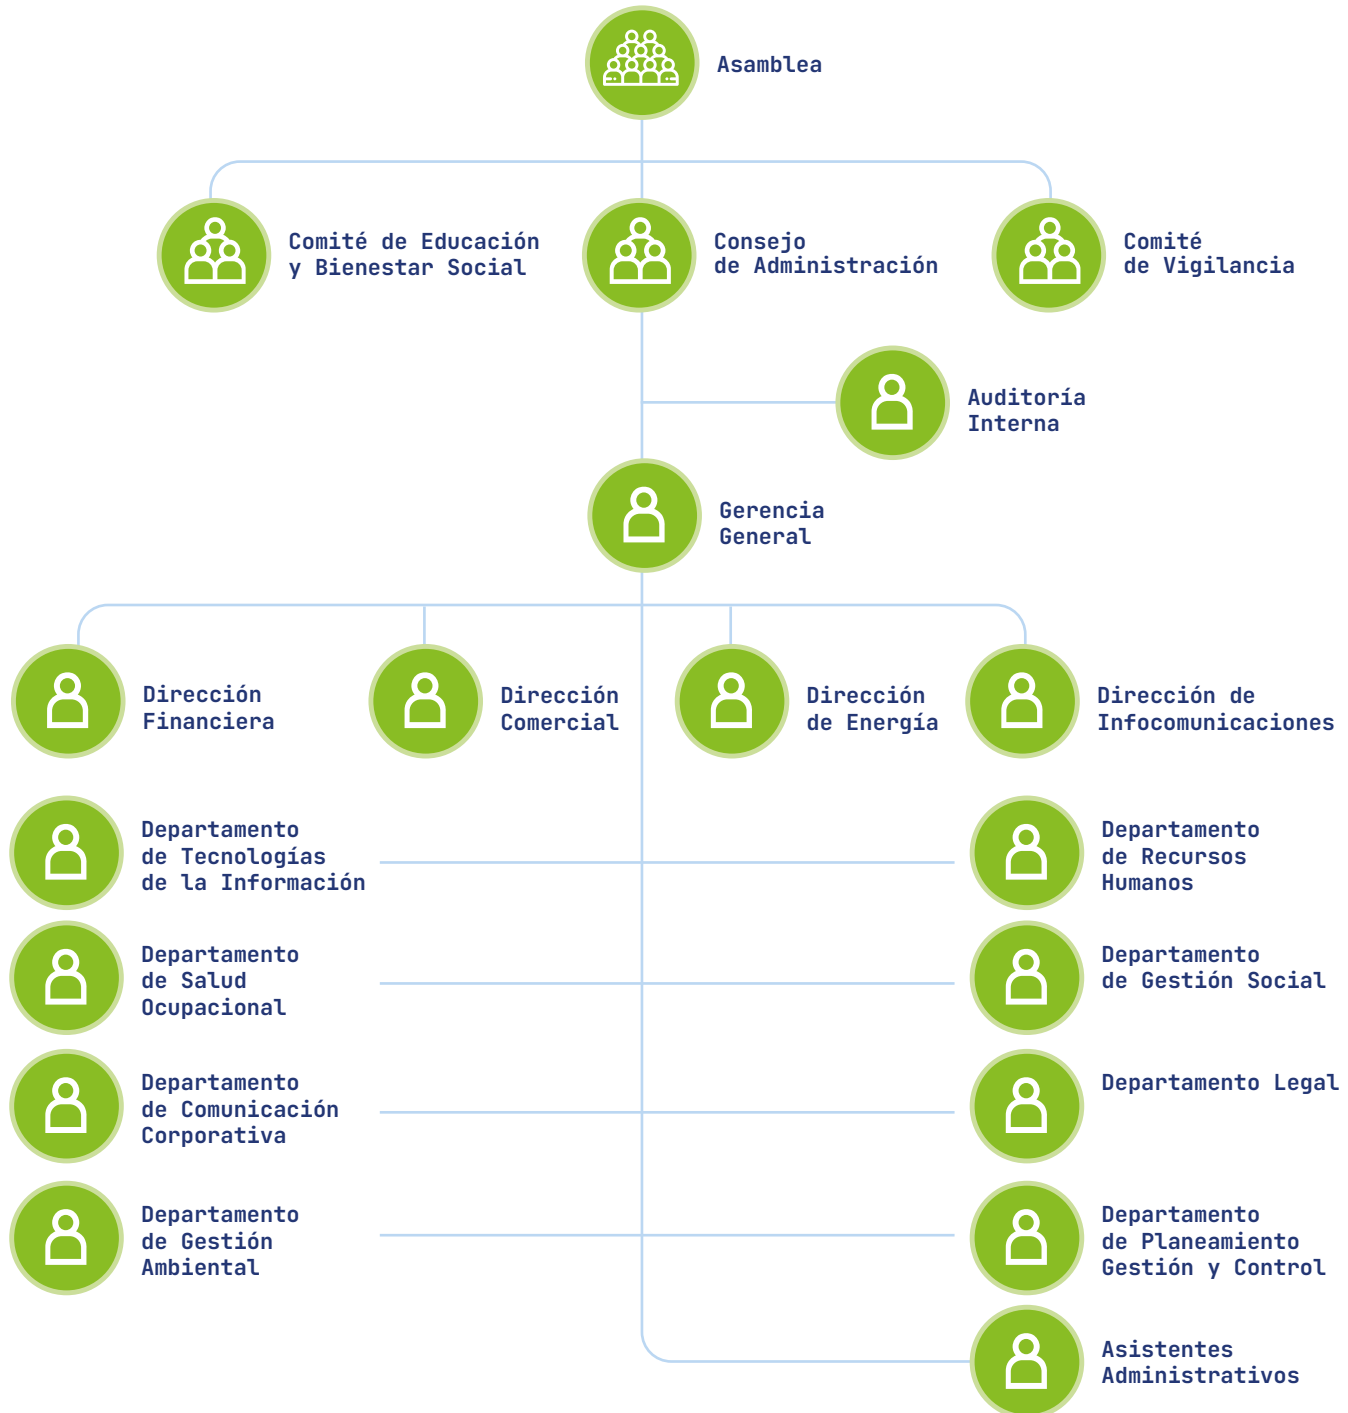 Asamblea
Comité de Educación
y Bienestar Social
Consejo
de Administración
Comité
de Vigilancia
Auditoría
Interna
Gerencia
General
Dirección
Financiera
Dirección
Comercial
Dirección
de Energía
Dirección de
Infocomunicaciones
Departamento
de Tecnologías
de la Información
Departamento
de Recursos
Humanos
Departamento
de Salud
Ocupacional
Departamento
de Gestión Social
Departamento
de Comunicación
Corporativa
Departamento Legal
Departamento
de Gestión
Ambiental
Departamento
de Planeamiento
Gestión y Control
Asistentes
Administrativos